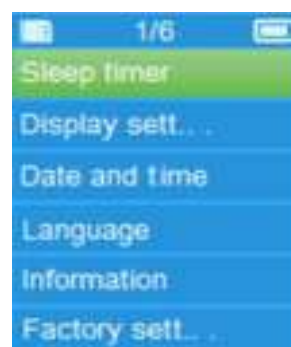 1/6
Sleep timer
Display sett.. .
Date and time
Language
Information
Factory sett.. .